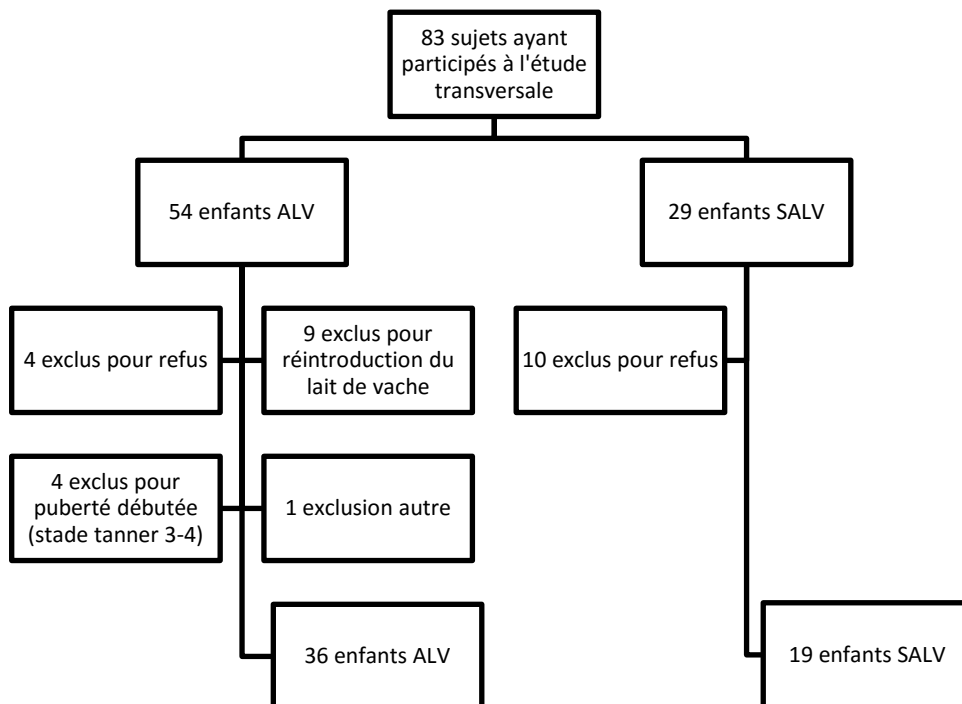 83 sujets ayant
participés à l'étude
transversale
54 enfants ALV
29 enfants SALV
4 exclus pour refus
9 exclus pour
réintroduction du
lait de vache
10 exclus pour refus
4 exclus pour
puberté débutée
(stade tanner 3-4)
1 exclusion autre
36 enfants ALV
19 enfants SALV